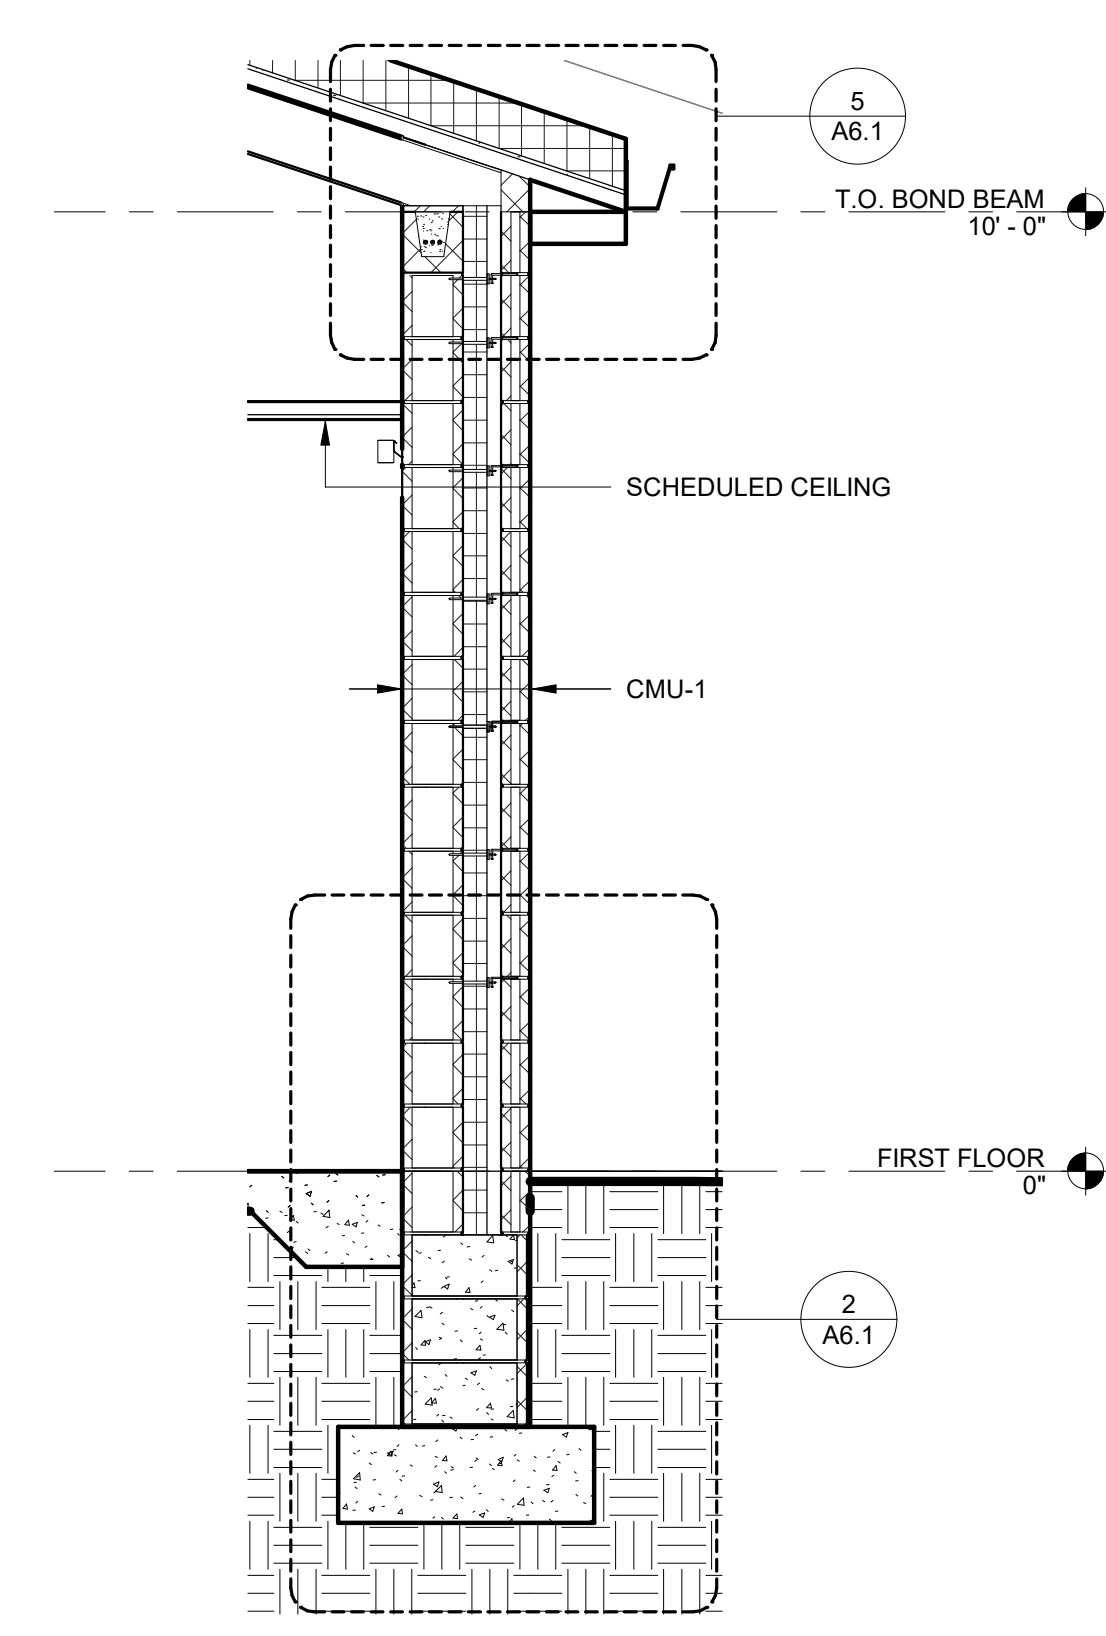 5
A6.1
T.O. BOND BEAM
10' - 0"
SCHEDULED CEILING
CMU-1
FIRST FLOOR
0"
2
A6.1